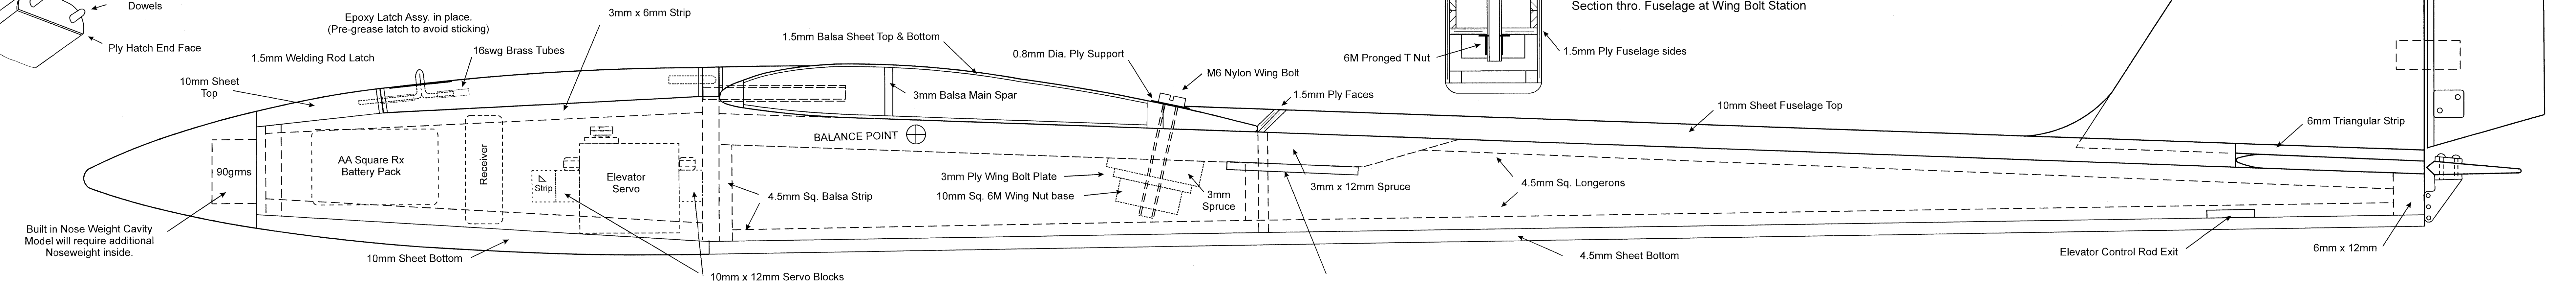 Dowels
Ply Hatch End Face
Epoxy Latch Assy. in place.
(Pre-grease latch to avoid sticking)
3mm x 6mm Strip
1.5mm Welding Rod Latch
16swg Brass Tubes
10mm Sheet
Top
1.5mm Balsa Sheet Top & Bottom
0.8mm Dia. Ply Support
M6 Nylon Wing Bolt
3mm Balsa Main Spar
1.5mm Ply Faces
Section thro. Fuselage at Wing Bolt Station
6M Pronged T Nut
1.5mm Ply Fuselage sides
10mm Sheet Fuselage Top
6mm Triangular Strip
BALANCE POINT
90grms
AA Square Rx
Battery Pack
Receiver
Strip
Elevator
Servo
4.5mm Sq. Balsa Strip
3mm Ply Wing Bolt Plate
10mm Sq. 6M Wing Nut base
3mm
Spruce
3mm x 12mm Spruce
4.5mm Sq. Longerons
Built in Nose Weight Cavity
Model will require additional
Noseweight inside.
10mm Sheet Bottom
10mm x 12mm Servo Blocks
4.5mm Sheet Bottom
Elevator Control Rod Exit
6mm x 12mm